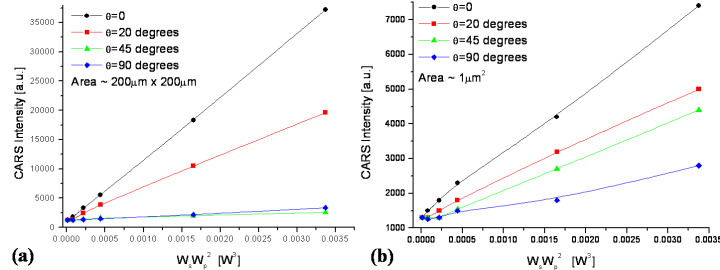 θ=0
θ=20 degrees
θ=45 degrees
θ=90 degrees
Area ~ 200μm x 200μm
CARS Intensity [a.u.]
35000
30000
25000
20000
15000
10000
5000
0
0.0000 0.0005 0.0010 0.0015 0.0020 0.0025 0.0030 0.0035
WsWp² [W³]
(a)
θ=0
θ=20 degrees
θ=45 degrees
θ=90 degrees
Area ~ 1μm²
CARS Intensity [a.u.]
7000
6000
5000
4000
3000
2000
1000
0.0000 0.0005 0.0010 0.0015 0.0020 0.0025 0.0030 0.0035
WsWp² [W³]
(b)